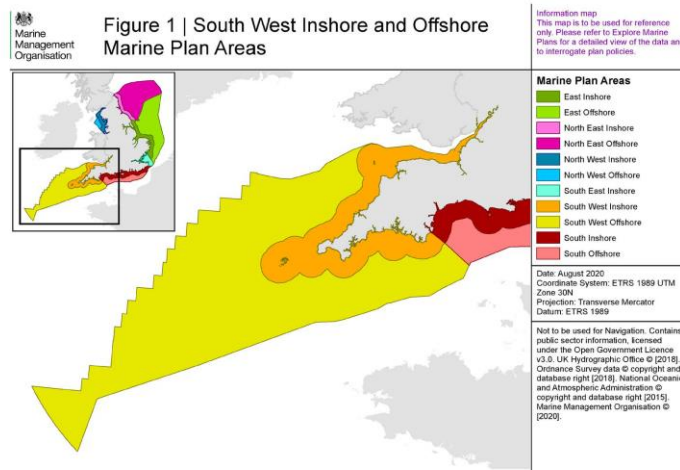 Marine
Management
Organisation
Figure 1 | South West Inshore and Offshore
Marine Plan Areas
Information map
This map is to be used for reference
only. Please refer to Explore Marine
Plans for a detailed view of the data an
to interrogate plan policies.
Marine Plan Areas
East Inshore
East Offshore
North East Inshore
North East Offshore
North West Inshore
North West Offshore
South East Inshore
South West Inshore
South West Offshore
South Inshore
South Offshore
Date: August 2020
Coordinate System: ETRS 1989 UTM
Zone 30N
Projection: Transverse Mercator
Datum: ETRS 1989
Not to be used for Navigation. Contains
public sector information, licensed
under the Open Government Licence
v3.0. UK Hydrographic Office © [2018].
Ordnance Survey data © copyright and
database right [2018]. National Oceanic
and Atmospheric Administration ©
copyright and database right [2015].
Marine Management Organisation ©
[2020].